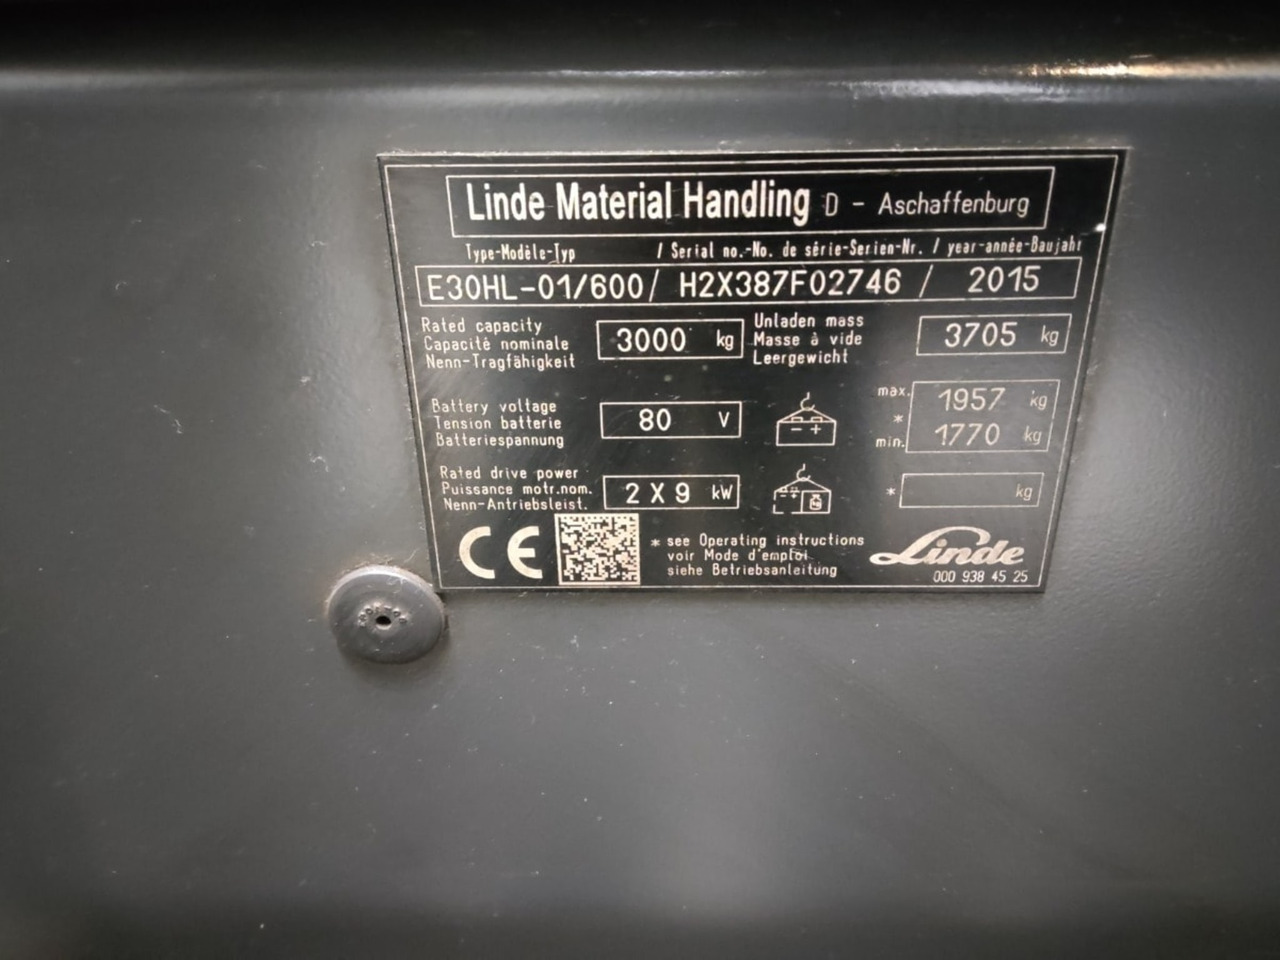 Linde Material Handling D - Aschaffenburg
Type-Modèle-Typ / Serial no.-No. de série-Serien-Nr. / year-année-Baujahr
E30HL-01/600/ H2X387F02746 / 2015
Rated capacity
Capacité nominale
Nenn-Tragfähigkeit
3000 kg
Unladen mass
Masse à vide
Leergewicht
3705 kg
Battery voltage
Tension batterie
Batteriespannung
80 V
- +
max. 1957 kg
*
min. 1770 kg
Rated drive power
Puissance motr.nom.
Nenn-Antriebsleist.
2 X 9 kW
- +
kg
* kg
CE
* see Operating instructions
voir Mode d'emploi
siehe Betriebsanleitung
Linde
000 938 45 25